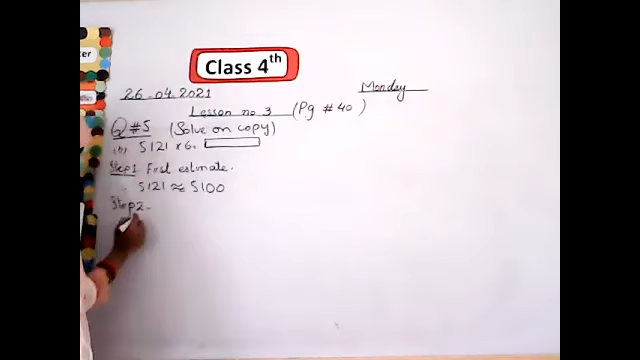 Class 4th
26-04-2021 Monday
Lesson no 3 (Pg # 40)
Q #5 (Solve on copy)
5121 x 6.
Step1 First estimate.
5121 ≈ 5100
Step2-